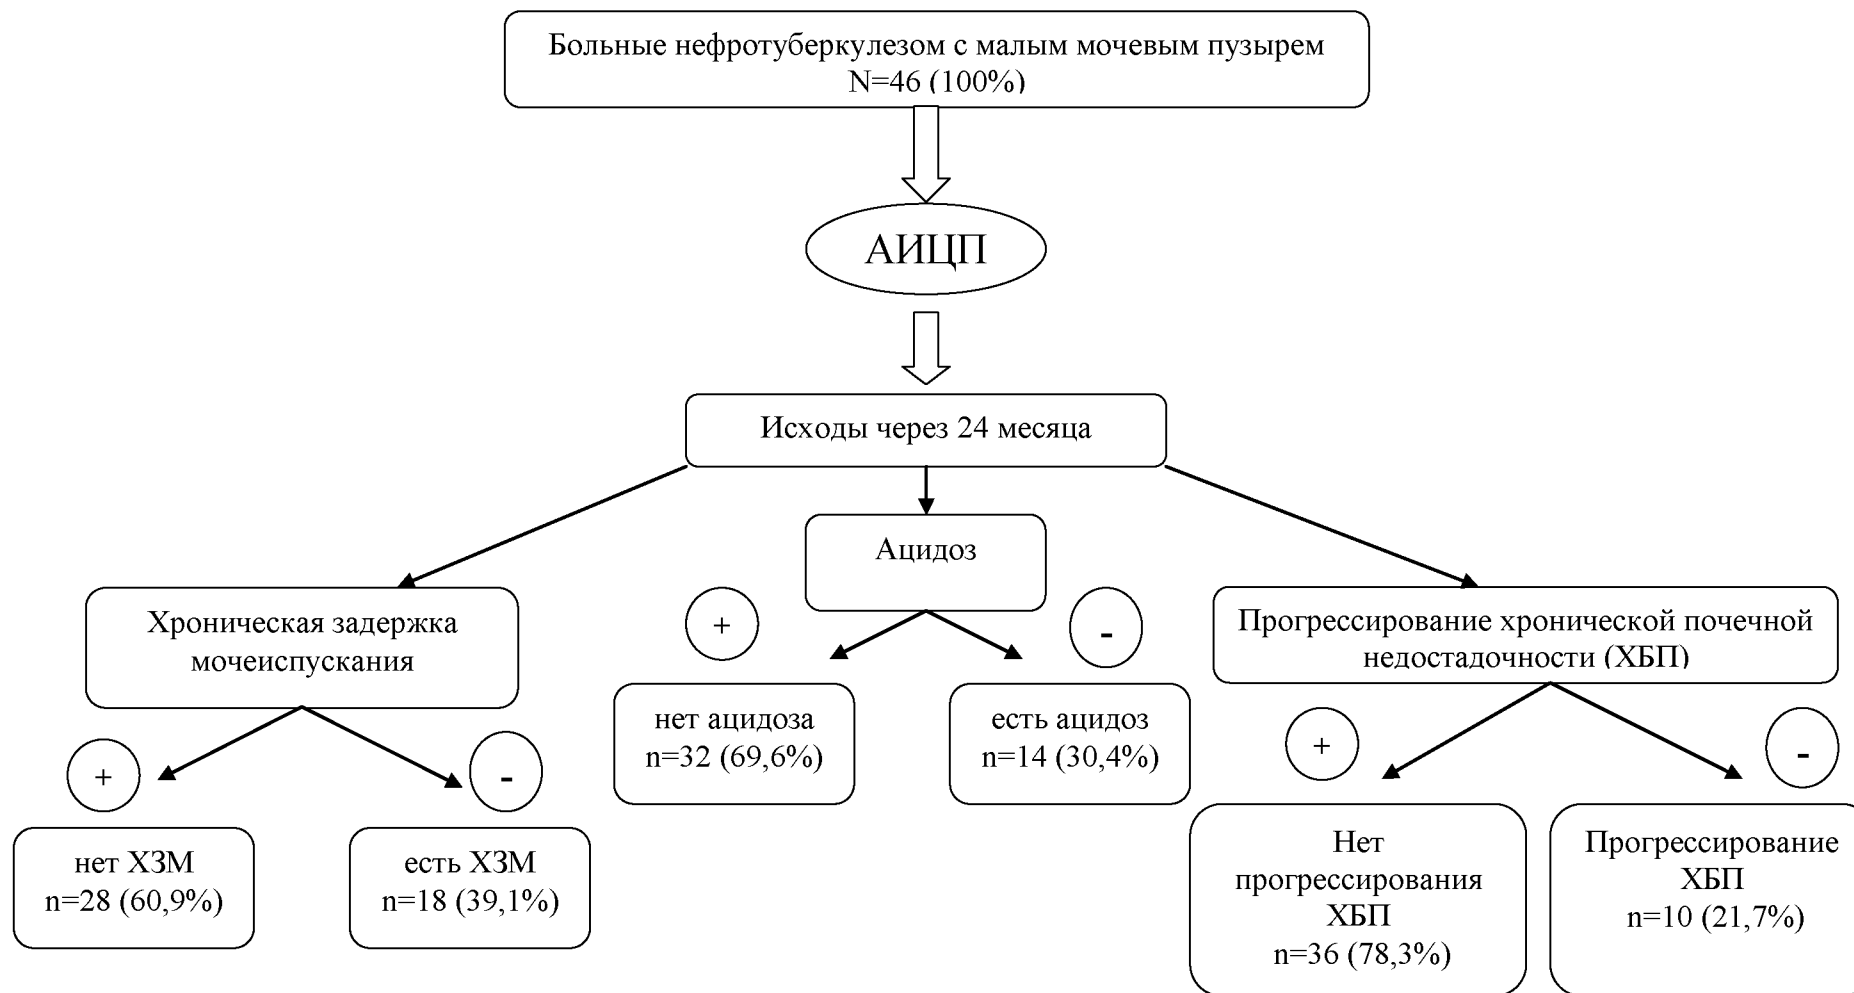 Больные нефротуберкулезом с малым мочевым пузырем
N=46 (100%)
АИЦП
Исходы через 24 месяца
Ацидоз
Хроническая задержка
мочеиспускания
+
-
Прогрессирование хронической почечной
недостадочности (ХБП)
нет ацидоза
n=32 (69,6%)
есть ацидоз
n=14 (30,4%)
+
-
+
-
нет ХЗМ
n=28 (60,9%)
есть ХЗМ
n=18 (39,1%)
Нет
прогрессирования
ХБП
n=36 (78,3%)
Прогрессирование
ХБП
n=10 (21,7%)